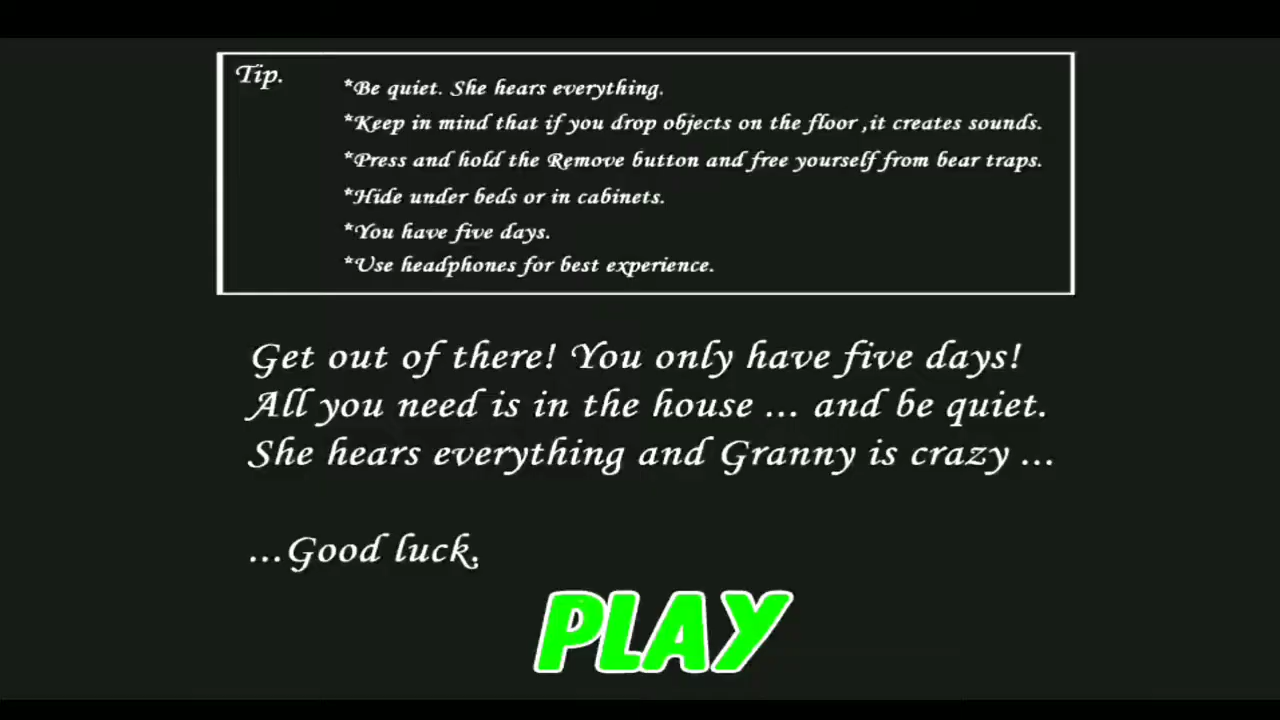 Tip.
*Be quiet. She hears everything.
*Keep in mind that if you drop objects on the floor ,it creates sounds.
*Press and hold the Remove button and free yourself from bear traps.
*Hide under beds or in cabinets.
*You have five days.
*Use headphones for best experience.
Get out of there! You only have five days!
All you need is in the house ... and be quiet.
She hears everything and Granny is crazy ...
...Good luck.
PLAY